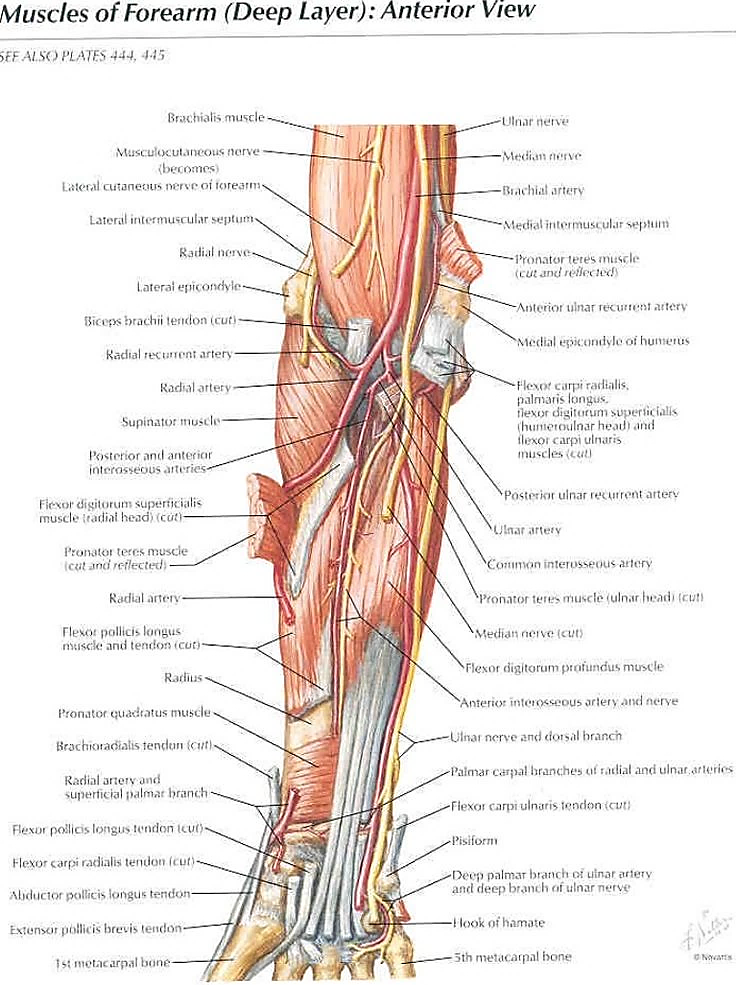 Muscles of Forearm (Deep Layer): Anterior View
SEE ALSO PLATES 444, 445
Brachialis muscle
Musculocutaneous nerve
(becomes)
Lateral cutaneous nerve of forearm
Lateral intermuscular septum
Radial nerve
Lateral epicondyle
Biceps brachii tendon (cut)
Radial recurrent artery
Radial artery
Supinator muscle
Posterior and anterior
interosseous arteries
Flexor digitorum superficialis
muscle (radial head) (cut)
Pronator teres muscle
(cut and reflected)
Radial artery
Flexor pollicis longus
muscle and tendon (cut)
Radius
Pronator quadratus muscle
Brachioradialis tendon (cut)
Radial artery and
superficial palmar branch
Flexor pollicis longus tendon (cut)
Flexor carpi radialis tendon (cut)
Abductor pollicis longus tendon
Extensor pollicis brevis tendon
1st metacarpal bone
Ulnar nerve
Median nerve
Brachial artery
Medial intermuscular septum
Pronator teres muscle
(cut and reflected)
Anterior ulnar recurrent artery
Medial epicondyle of humerus
Flexor carpi radialis,
palmaris longus,
flexor digitorum superficialis
(humeroulnar head) and
flexor carpi ulnaris
muscles (cut)
Posterior ulnar recurrent artery
Ulnar artery
Common interosseous artery
Pronator teres muscle (ulnar head) (cut)
Median nerve (cut)
Flexor digitorum profundus muscle
Anterior interosseous artery and nerve
Ulnar nerve and dorsal branch
Palmar carpal branches of radial and ulnar arteries
Flexor carpi ulnaris tendon (cut)
Pisiform
Deep palmar branch of ulnar artery
and deep branch of ulnar nerve
Hook of hamate
5th metacarpal bone
© Novartis